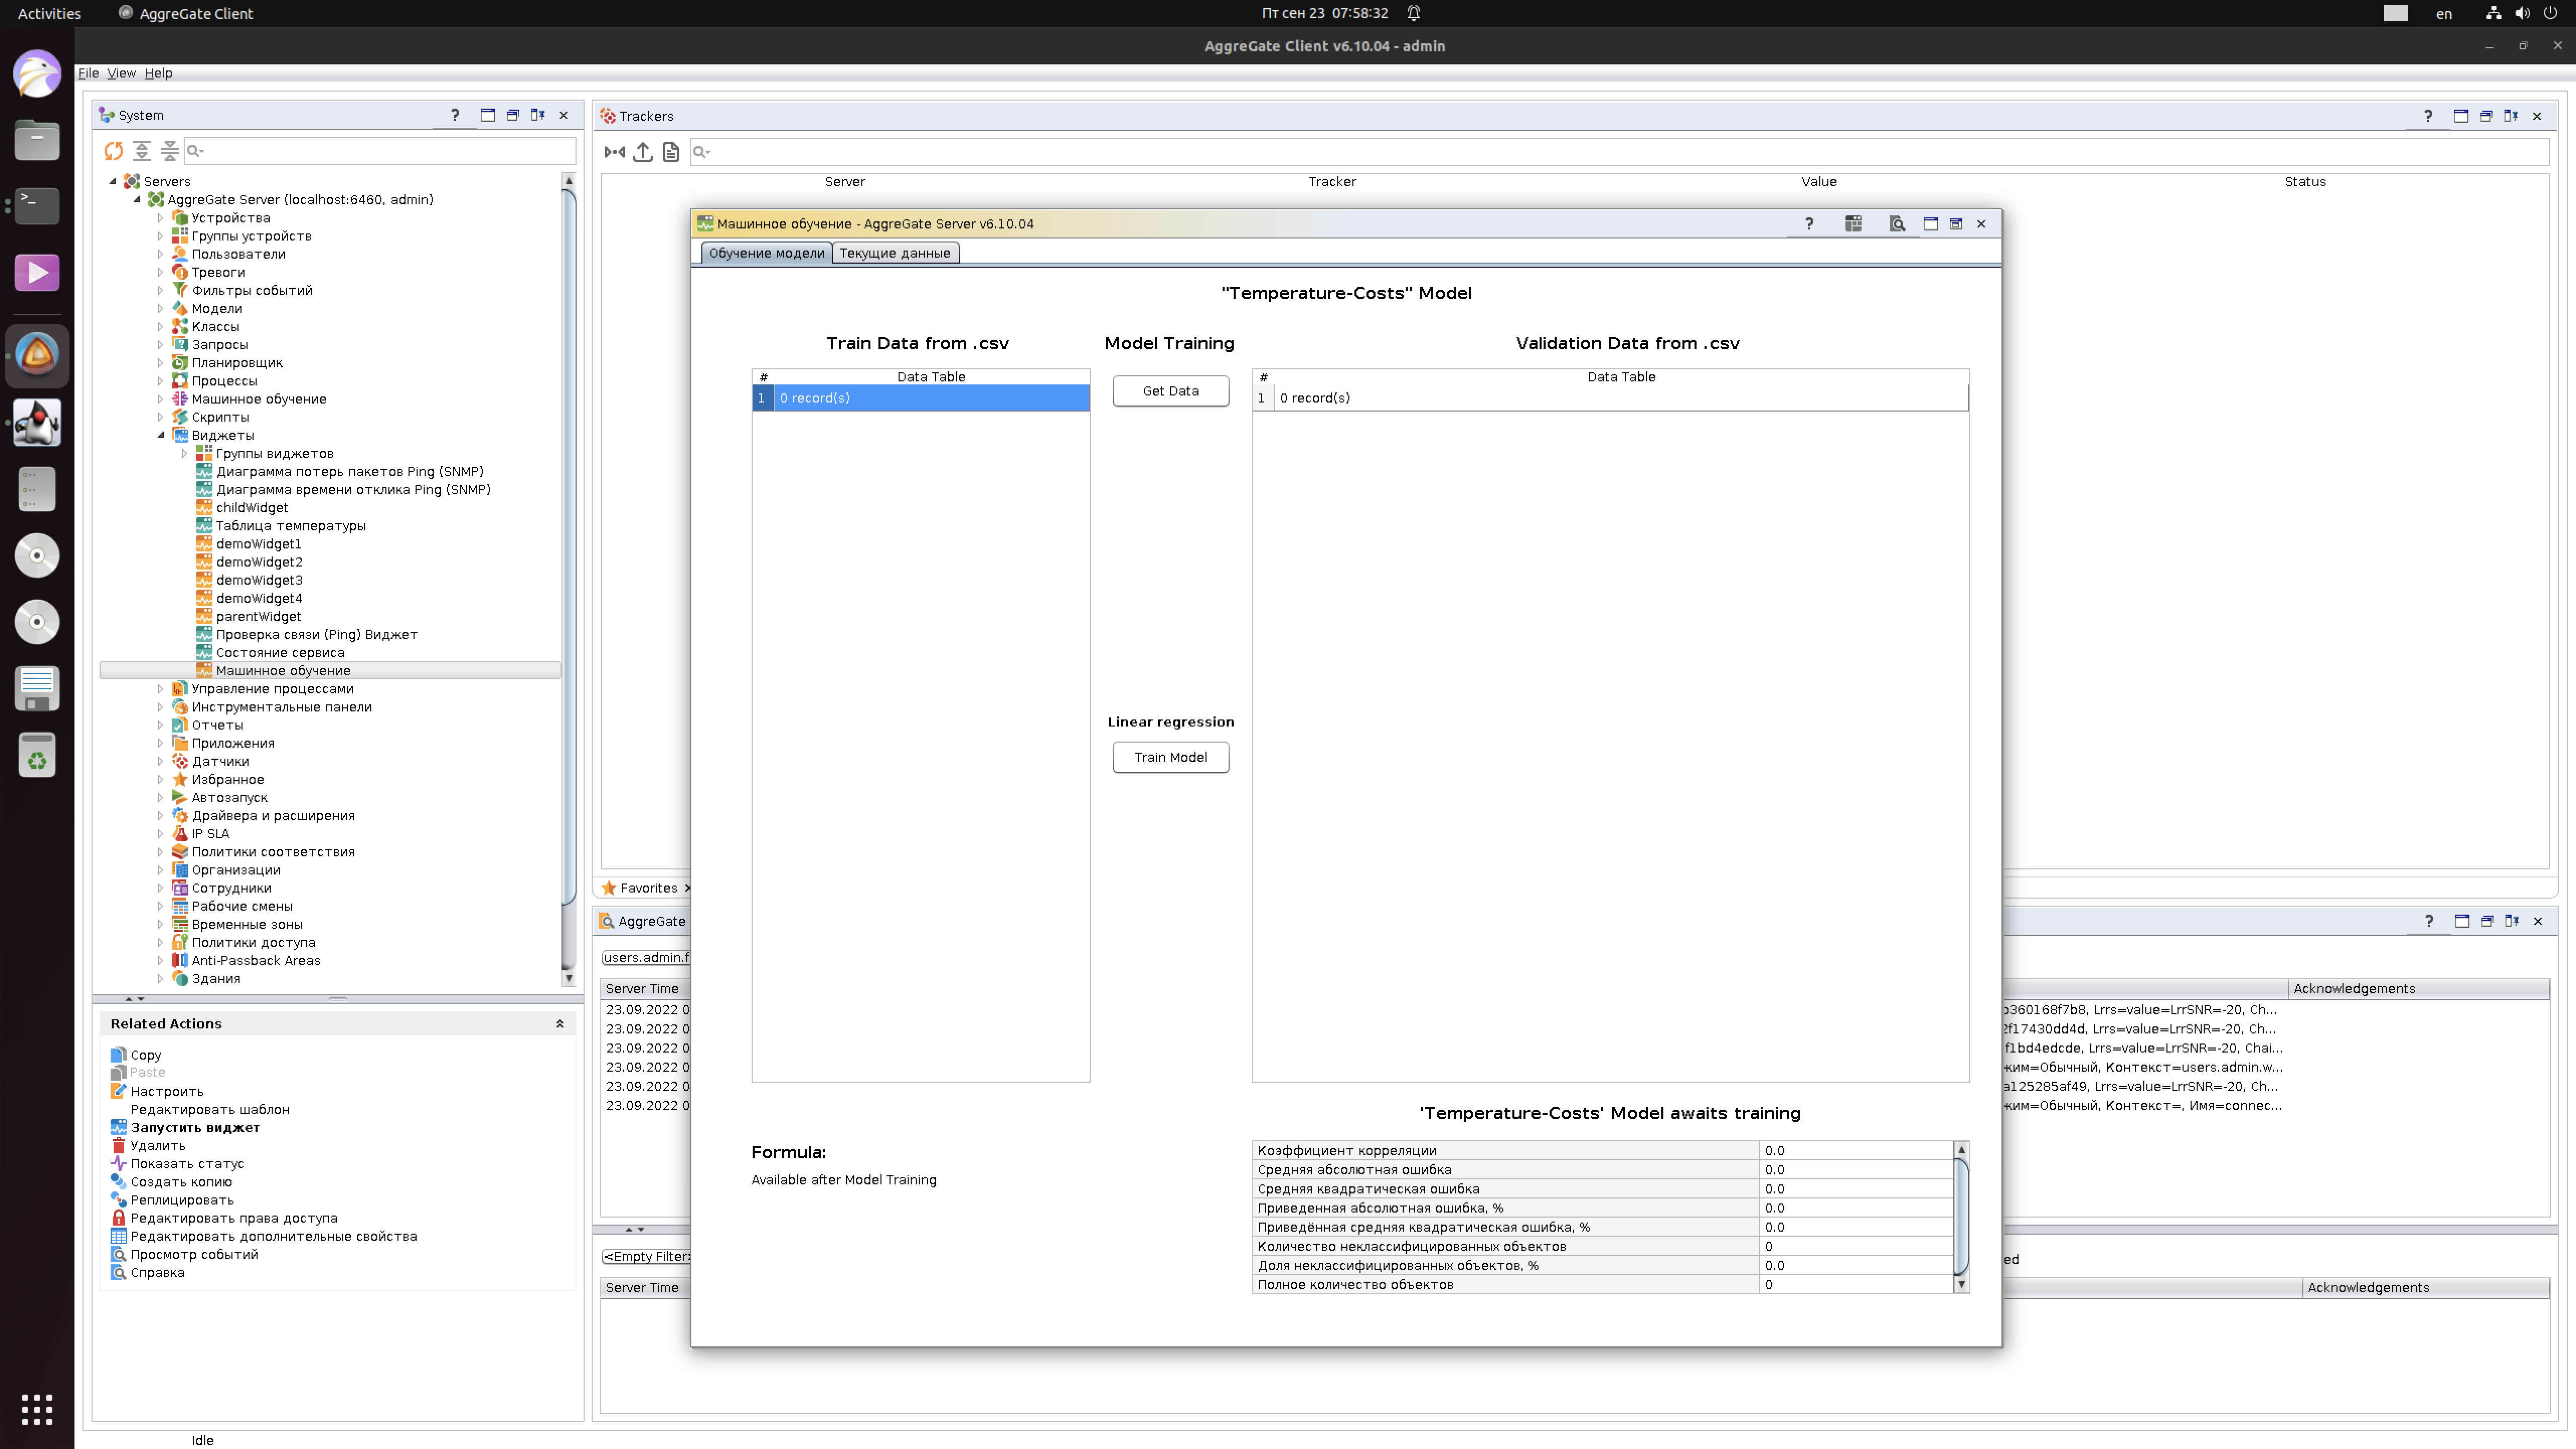 Activities AggreGate Client Пт сен 23 07:58:32 en
AggreGate Client v6.10.04 - admin
File View Help
System
Servers
AggreGate Server (localhost:6460, admin)
Устройства
Группы устройств
Пользователи
Тревоги
Фильтры событий
Модели
Классы
Запросы
Планировщик
Процессы
Машинное обучение
Скрипты
Виджеты
Группы виджетов
Диаграмма потерь пакетов Ping (SNMP)
Диаграмма времени отклика Ping (SNMP)
childWidget
Таблица температуры
demoWidget1
demoWidget2
demoWidget3
demoWidget4
parentWidget
Проверка связи (Ping) Виджет
Состояние сервиса
Машинное обучение
Управление процессами
Инструментальные панели
Отчеты
Приложения
Датчики
Избранное
Автозапуск
Драйвера и расширения
IP SLA
Политики соответствия
Организации
Сотрудники
Рабочие смены
Временные зоны
Политики доступа
Anti-Passback Areas
Здания
Related Actions
Copy
Paste
Настроить
Редактировать шаблон
Запустить виджет
Удалить
Показать статус
Создать копию
Реплицировать
Редактировать права доступа
Редактировать дополнительные свойства
Просмотр событий
Справка
Idle
Trackers
Server Tracker Value Status
Машинное обучение - AggreGate Server v6.10.04
Обучение модели Текущие данные
"Temperature-Costs" Model
Train Data from .csv Model Training Validation Data from .csv
# Data Table
1 0 record(s)
Get Data
# Data Table
1 0 record(s)
Linear regression
Train Model
'Temperature-Costs' Model awaits training
Formula:
Available after Model Training
Коэффициент корреляции 0.0
Средняя абсолютная ошибка 0.0
Средняя квадратическая ошибка 0.0
Приведенная абсолютная ошибка, % 0.0
Приведённая средняя квадратическая ошибка, % 0.0
Количество неклассифицированных объектов 0
Доля неклассифицированных объектов, % 0.0
Полное количество объектов 0
Favorites
AggreGate
users.admin.f
Server Time Acknowledgements
23.09.2022 0 360168f7b8, Lrrs=value=LrrSNR=-20, Ch...
23.09.2022 0 f17430dd4d, Lrrs=value=LrrSNR=-20, Ch...
23.09.2022 0 f1bd4edcde, Lrrs=value=LrrSNR=-20, Chai...
23.09.2022 0 ким=Обычный, Контекст=users.admin.w...
23.09.2022 0 a125285af49, Lrrs=value=LrrSNR=-20, Ch...
23.09.2022 0 ким=Обычный, Контекст=, Имя=connec...
<Empty Filter> ed
Server Time Acknowledgements